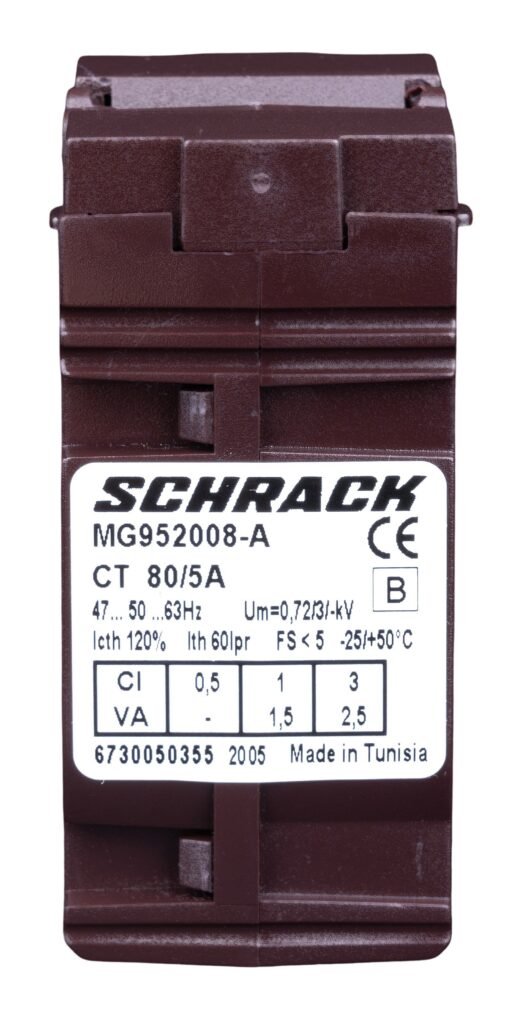 SCHRACK
MG952008-A
CE
CT 80/5A
B
47... 50 ...63Hz Um=0,72/3/-kV
Icth 120% Ith 60Ipr FS < 5 -25/+50°C
Cl 0,5 1 3
VA - 1,5 2,5
6730050355 2005 Made in Tunisia